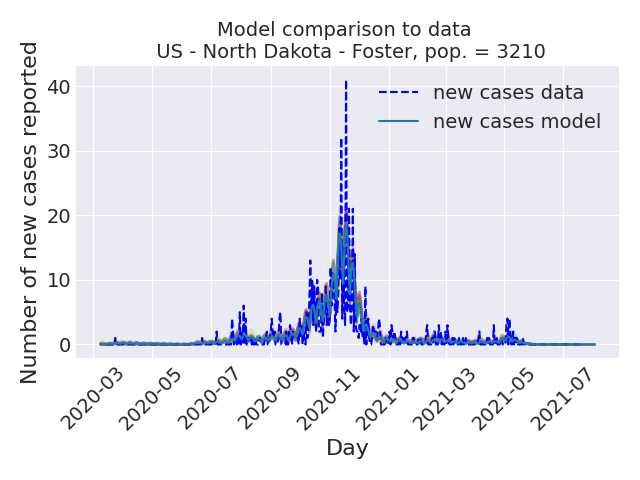 Model comparison to data
US - North Dakota - Foster, pop. = 3210
Number of new cases reported
40
30
20
10
0
new cases data
new cases model
2020-03
2020-05
2020-07
2020-09
2020-11
2021-01
2021-03
2021-05
2021-07
Day